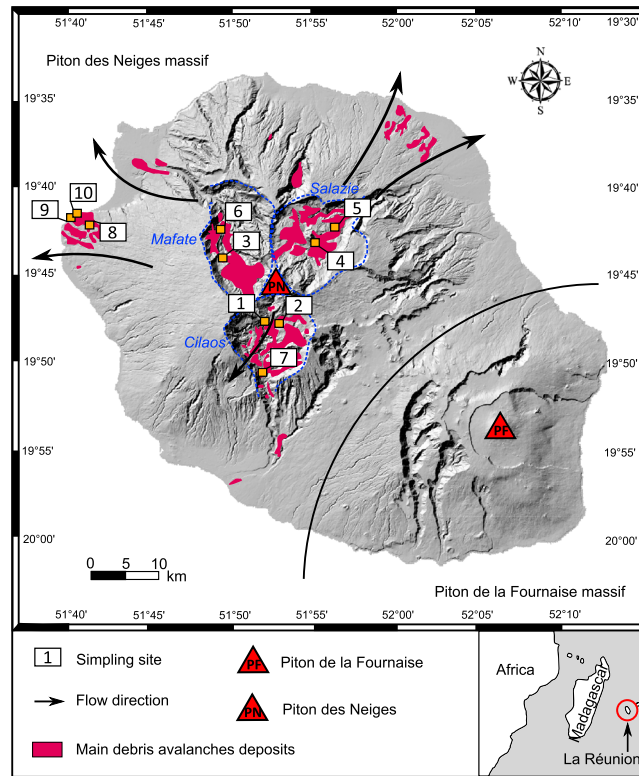 51°40' 51°45' 51°50' 51°55' 52°00' 52°10' 19°30'
Piton des Neiges massif
N
W E
S
19°35' 19°35'
19°40' 19°40'
Salazie
10
9
8
6
5
Mafate
3
4
19°45' 19°45'
PN
1
2
Cilaos
7
19°50' 19°50'
PF
19°55' 19°55'
20°00' 20°00'
0 5 10
km
Piton de la Fournaise massif
51°40' 51°45' 51°50' 51°55' 52°00' 52°10'
1 Simpling site
Flow direction
Main debris avalanches deposits
PF Piton de la Fournaise
PN Piton des Neiges
Africa
Madagascar
La Réunion